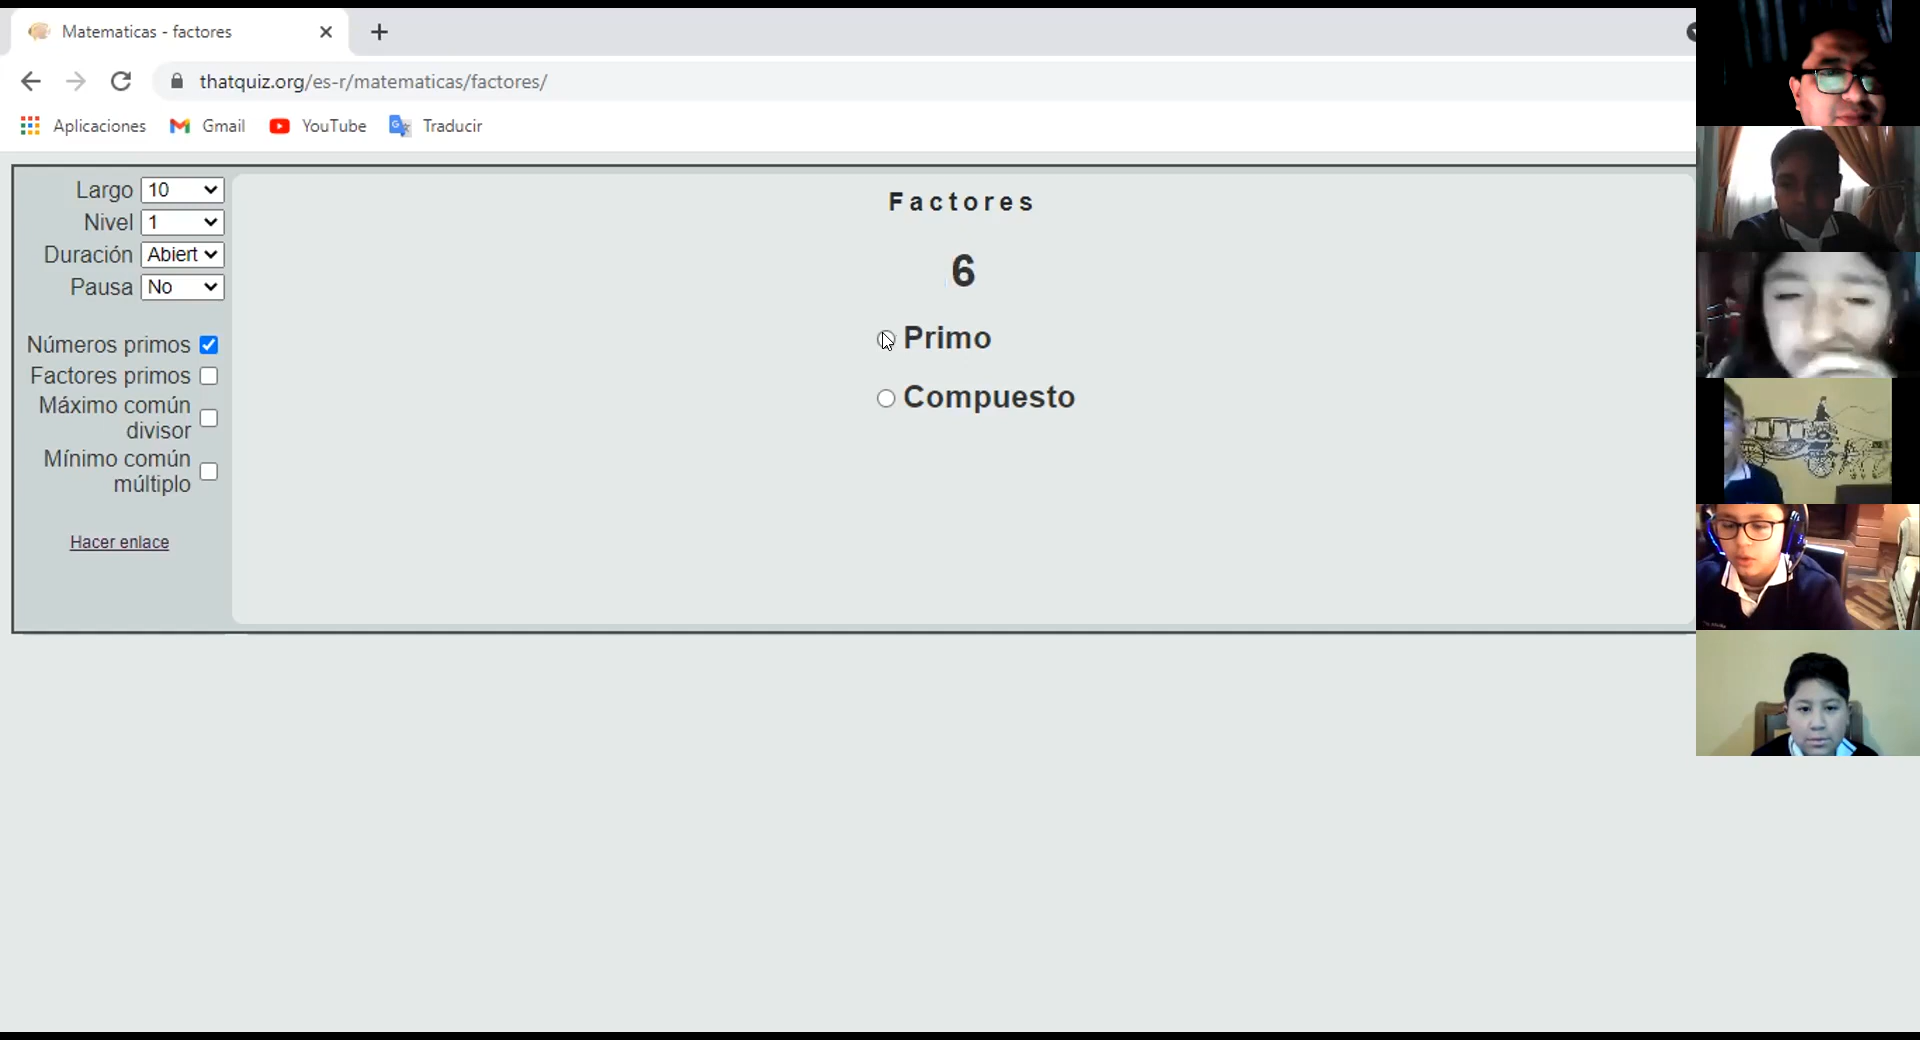 Matematicas - factores
thatquiz.org/es-r/matematicas/factores/
Aplicaciones Gmail YouTube Traducir
Largo 10
Nivel 1
Duración Abiert
Pausa No
Números primos
Factores primos
Máximo común
divisor
Mínimo común
múltiplo
Hacer enlace
Factores
6
Primo
Compuesto